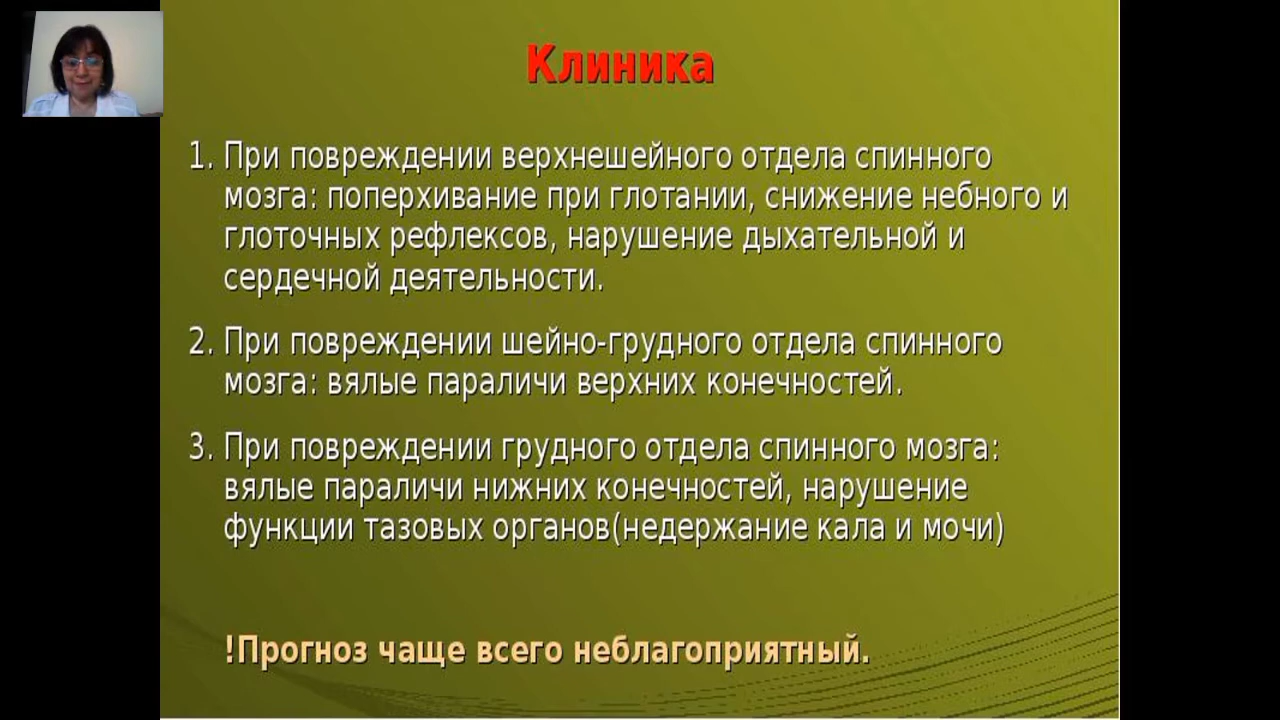 Клиника
1. При повреждении верхнешейного отдела спинного
мозга: поперхивание при глотании, снижение небного и
глоточных рефлексов, нарушение дыхательной и
сердечной деятельности.
2. При повреждении шейно-грудного отдела спинного
мозга: вялые параличи верхних конечностей.
3. При повреждении грудного отдела спинного мозга:
вялые параличи нижних конечностей, нарушение
функции тазовых органов(недержание кала и мочи)
!Прогноз чаще всего неблагоприятный.